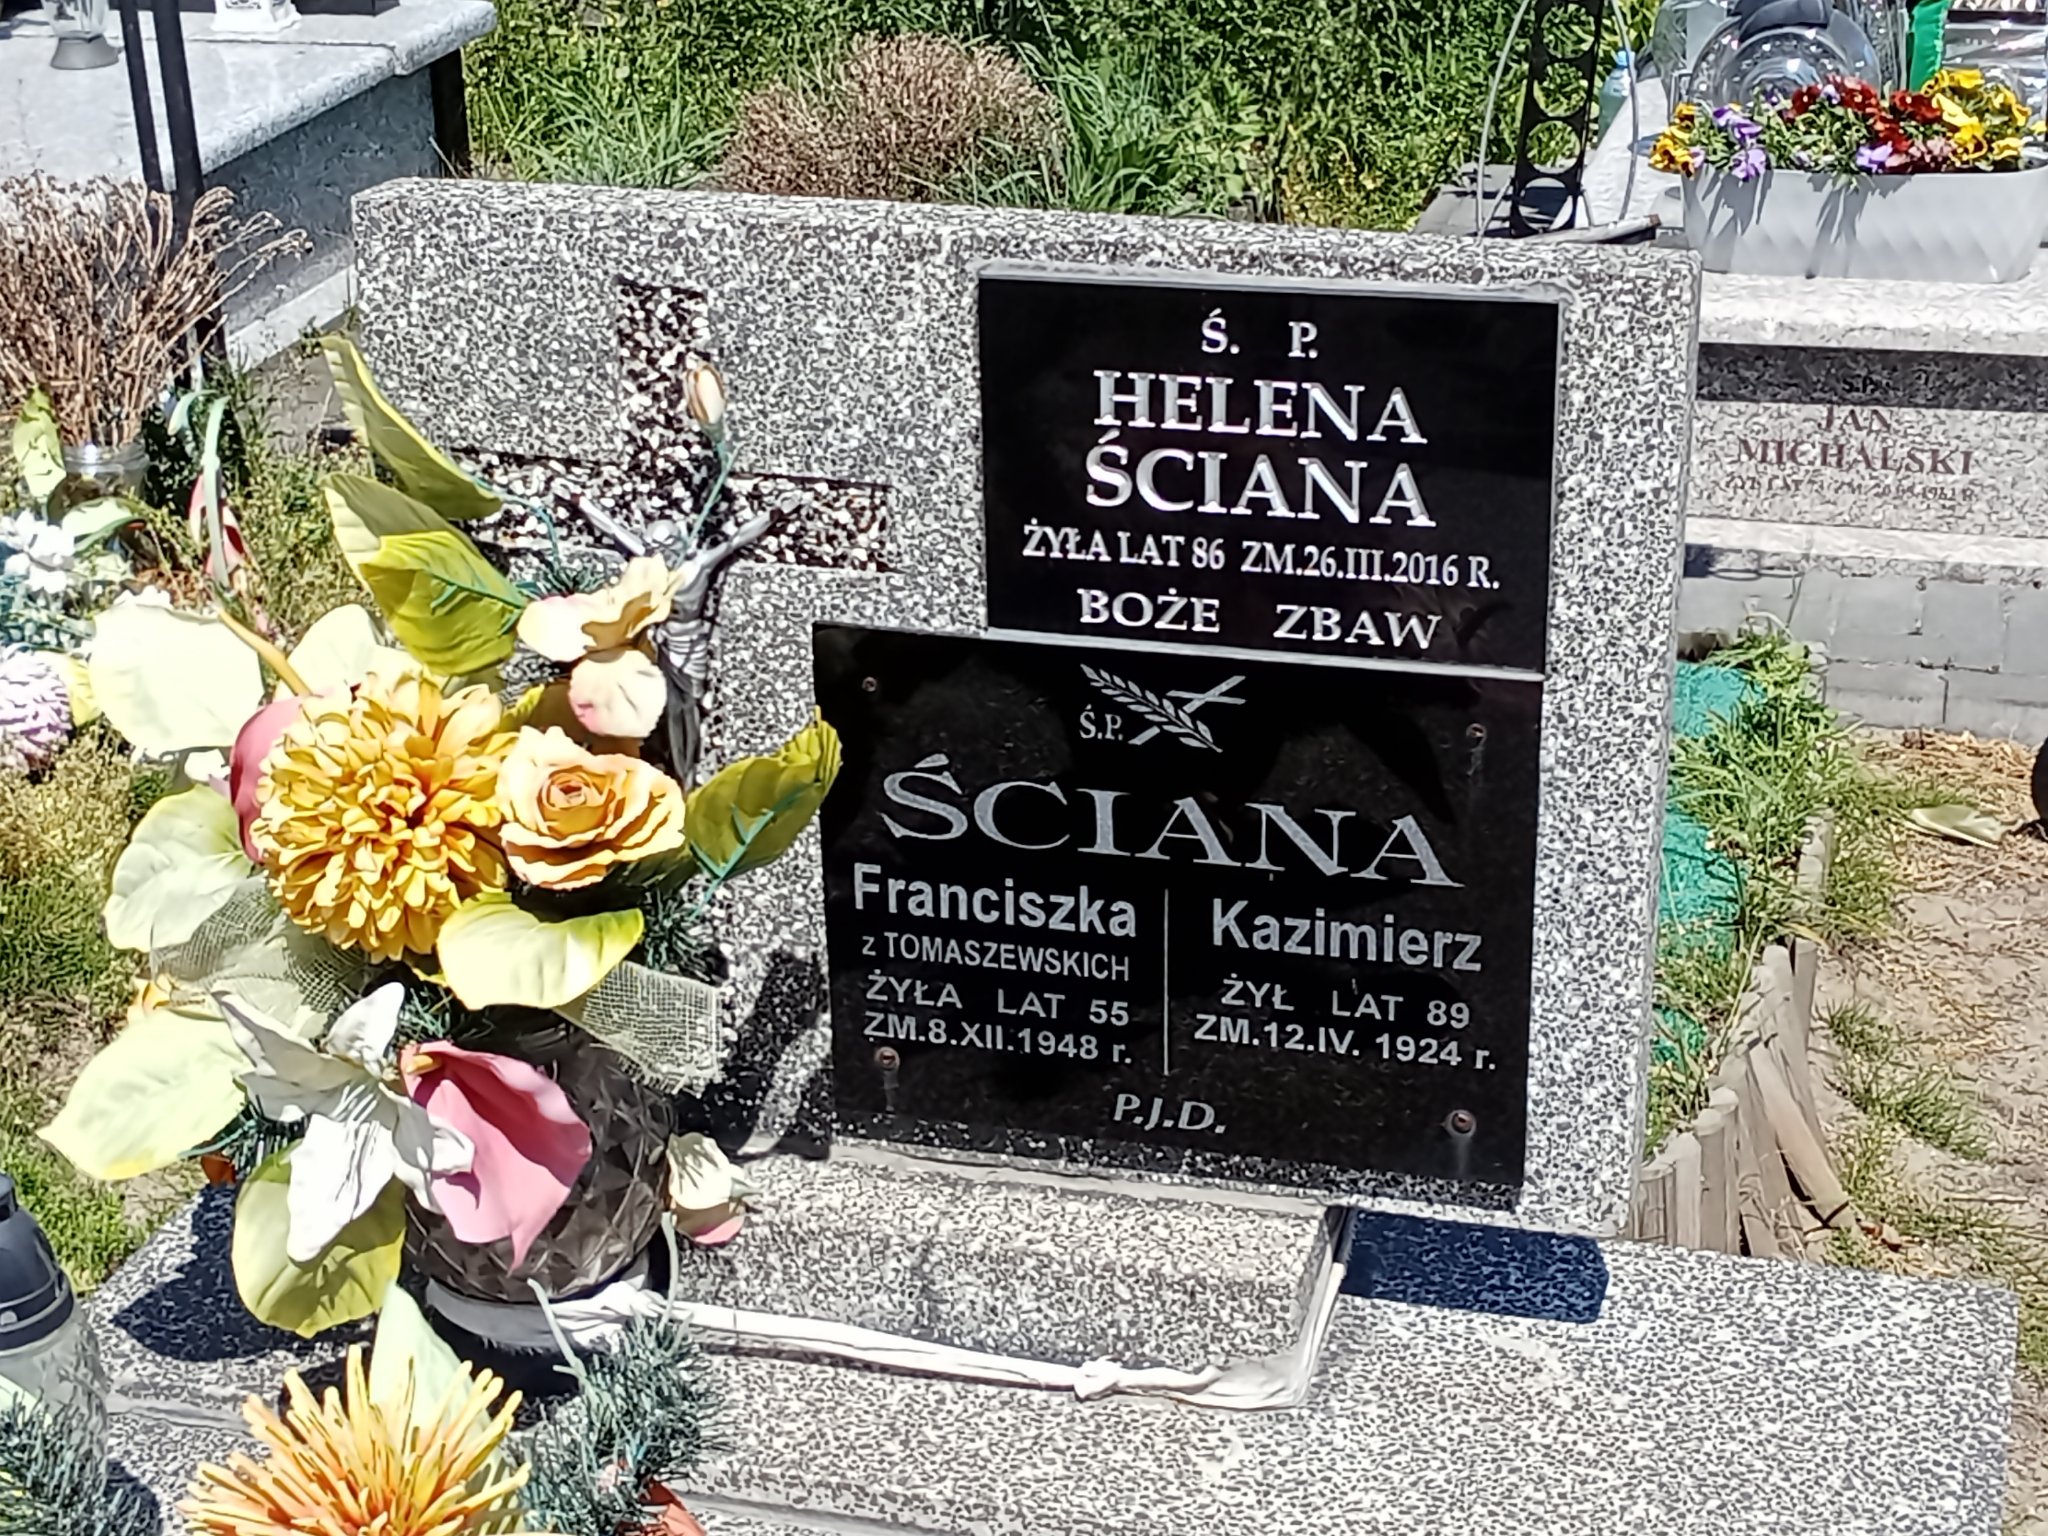 Ś. P.
HELENA
ŚCIANA
ŻYŁA LAT 86 ZM.26.III.2016 R.
BOŻE ZBAW
Ś.P.
ŚCIANA
Franciszka
z TOMASZEWSKICH
ŻYŁA LAT 55
ZM.8.XII.1948 r.
Kazimierz
ŻYŁ LAT 89
ZM.12.IV. 1924 r.
P.J.D.
Ś.P.
JAN
MICHALSKI